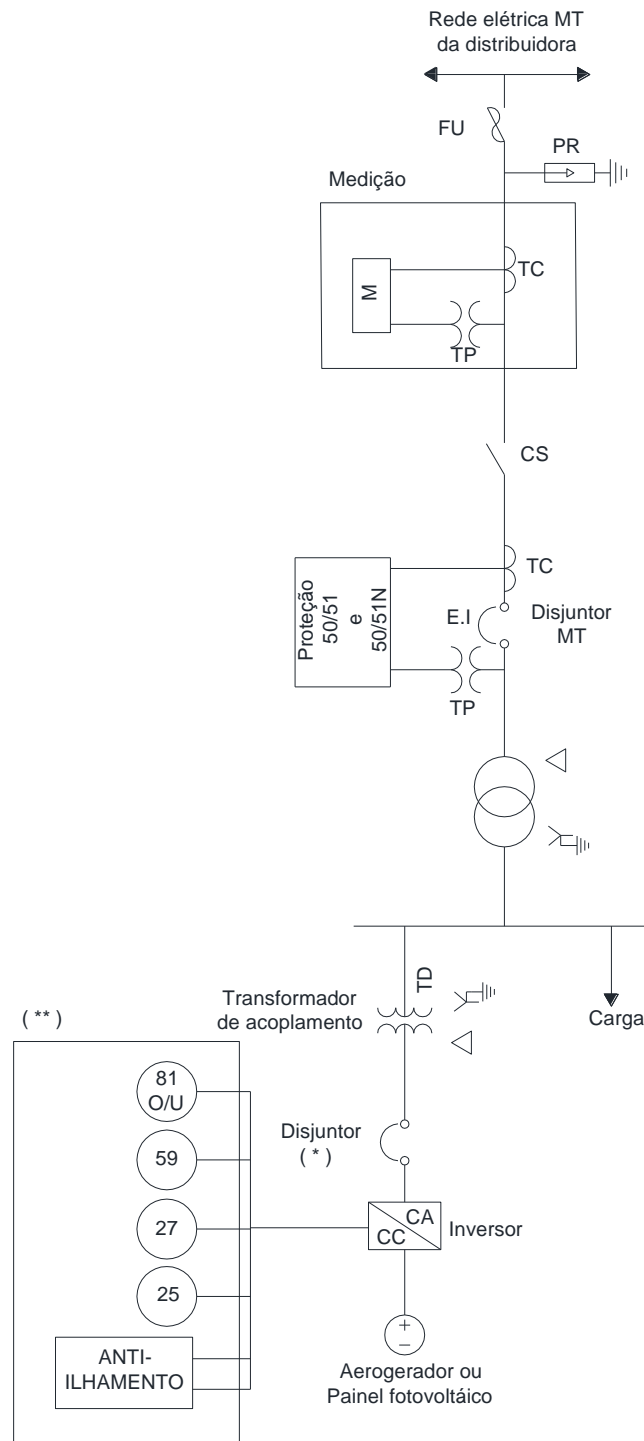 Rede elétrica MT
da distribuidora
FU
PR
Medição
TC
M
TP
CS
TC
Proteção
50/51
e
50/51N
E.I
Disjuntor
MT
TP
TD
Transformador
de acoplamento
Carga
( ** )
81
O/U
59
Disjuntor
( * )
27
CA
CC
Inversor
25
ANTI-
ILHAMENTO
Aerogerador ou
Painel fotovoltáico